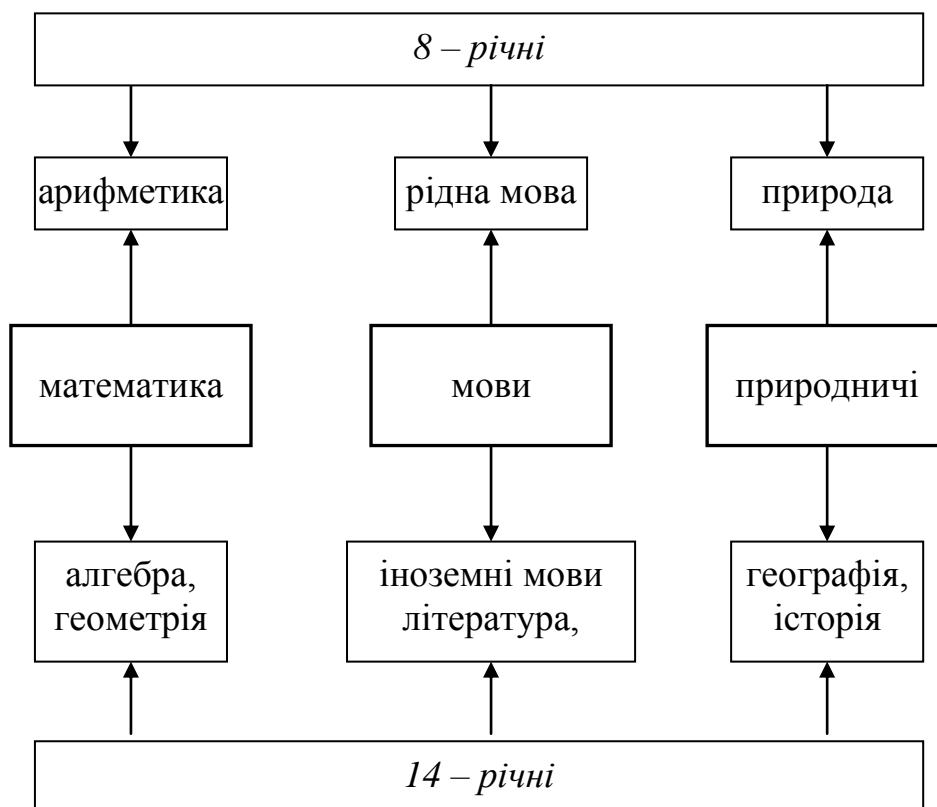 8 – річні
арифметика
рідна мова
природа
математика
мови
природничі
алгебра,
геометрія
іноземні мови
література,
географія,
історія
14 – річні